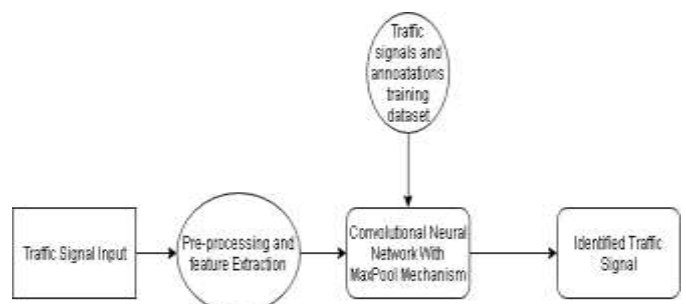 Traffic
signals and
annoatations
training
dataset
Traffic Signal Input
Pre-processing and
feature Extraction
Convolutional Neural
Network With
MaxPool Mechanism
Identified Traffic
Signal